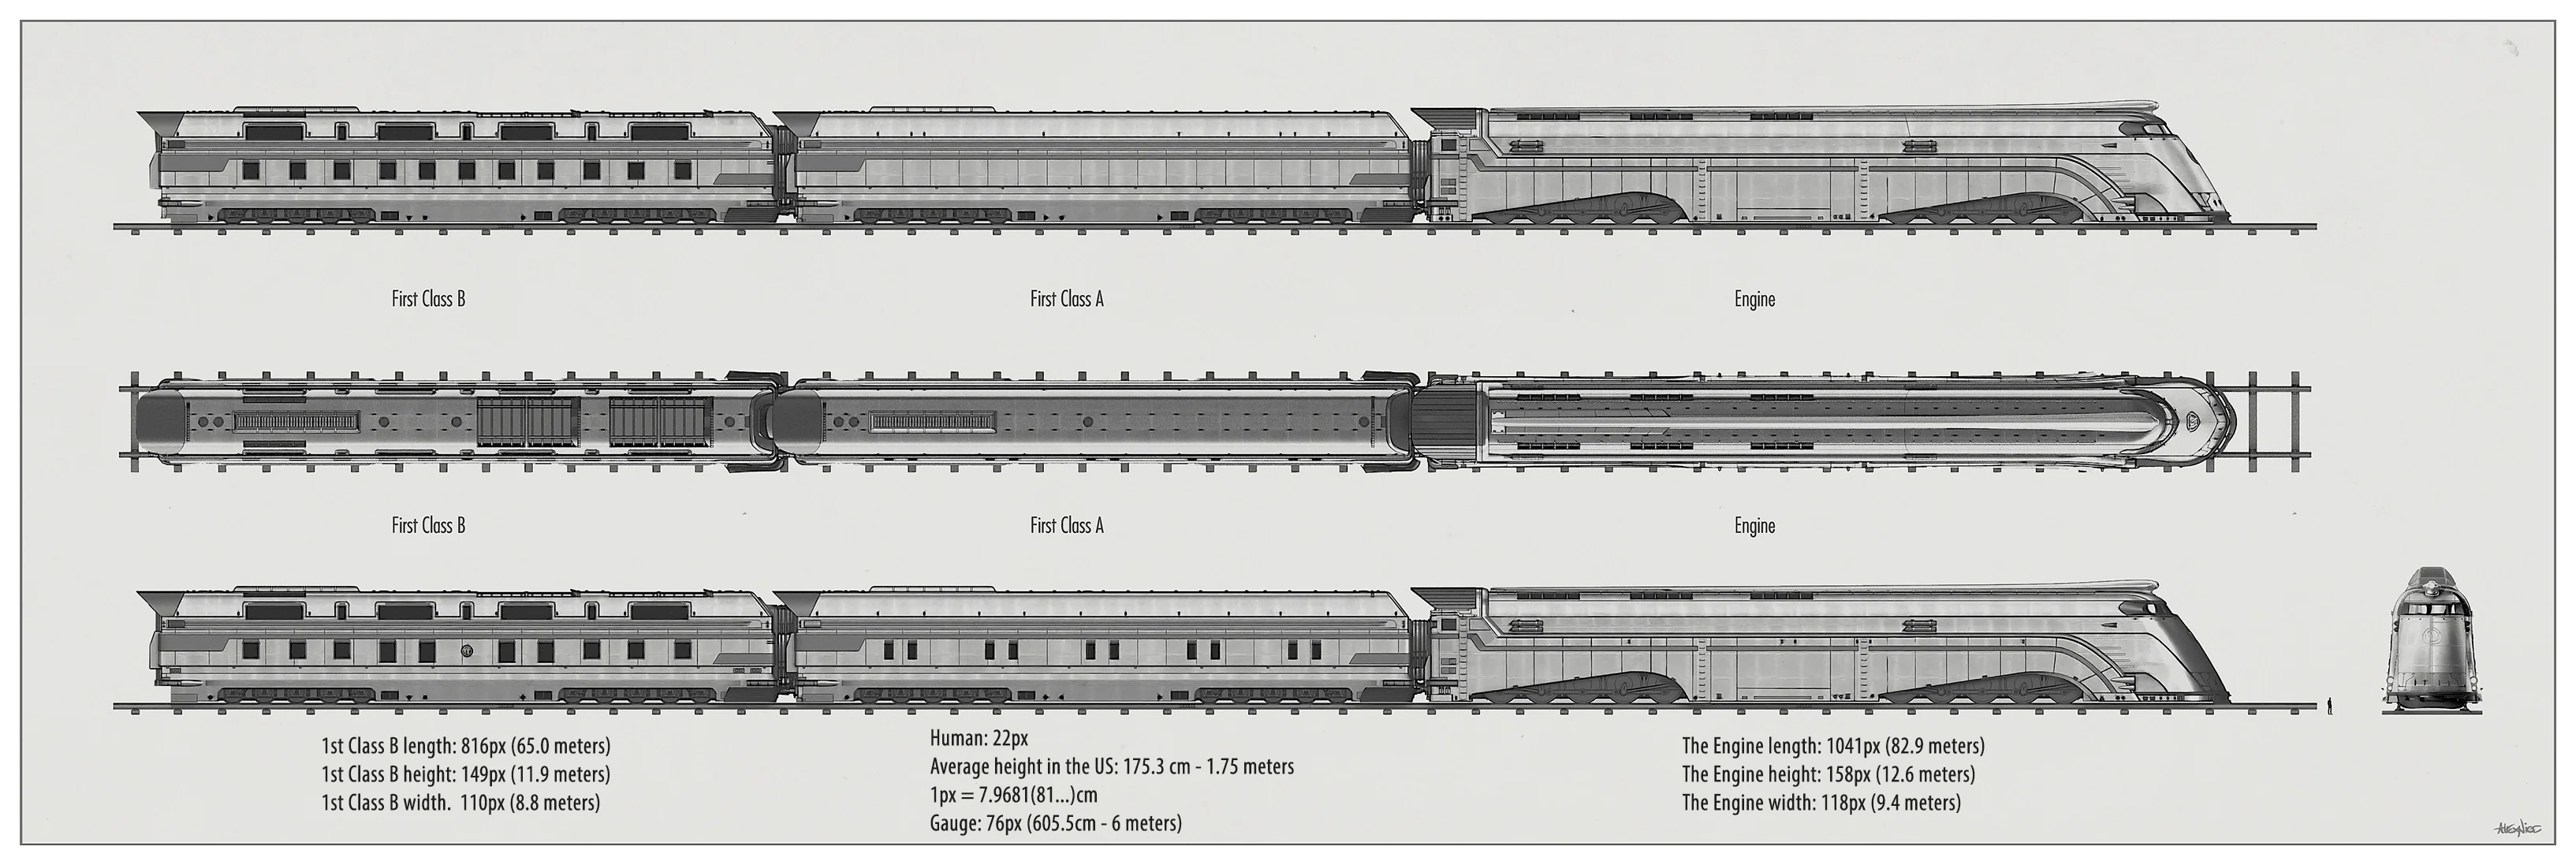 First Class B
First Class A
Engine
First Class B
First Class A
Engine
1st Class B length: 816px (65.0 meters)
1st Class B height: 149px (11.9 meters)
1st Class B width. 110px (8.8 meters)
Human: 22px
Average height in the US: 175.3 cm - 1.75 meters
1px = 7.9681(81...)cm
Gauge: 76px (605.5cm - 6 meters)
The Engine length: 1041px (82.9 meters)
The Engine height: 158px (12.6 meters)
The Engine width: 118px (9.4 meters)